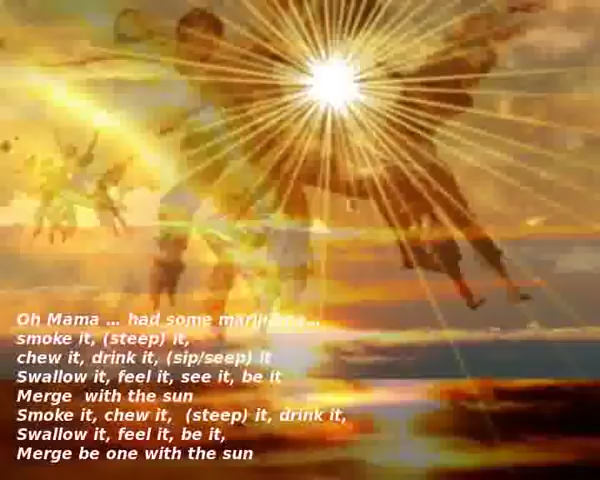 Oh Mama ... had some
smoke it, (steep) it,
chew it, drink it, (sip/seep) it
Swallow it, feel it, see it, be it
Merge with the sun
Smoke it, chew it, (steep) it, drink it,
Swallow it, feel it, be it,
Merge be one with the sun